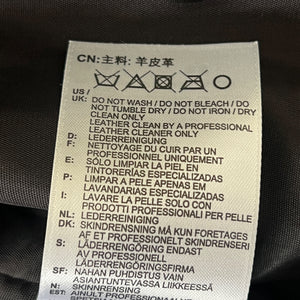 CN:主料: 羊皮革
US /
UK: DO NOT WASH / DO NOT BLEACH / DO
NOT TUMBLE DRY / DO NOT IRON / DRY
CLEAN ONLY
LEATHER CLEAN BY A PROFESSIONAL
LEATHER CLEANER ONLY
D: LEDERREINIGUNG
F: NETTOYAGE DU CUIR PAR UN
PROFESSIONNEL UNIQUEMENT
E: SÓLO LIMPIAR LA PIEL EN
TINTORERÍAS ESPECIALIZADAS
P: LIMPAR A PELE APENAS EM
LAVANDARIAS ESPECIALIZADAS
I: LAVARE LA PELLE SOLO CON
PRODOTTI PROFESSIONALI PER PELLE
NL: LEDERREINIGING
DK: SKINDRENSNING MÅ KUN FORETAGES
AF ET PROFESSIONELT SKINDRENSERI
S: LÄDERRENGÖRING ENDAST
AV PROFESSIONELL
LÄDERRENGÖRINGSFIRMA
SF: NAHAN PUHDISTUS VAIN
ASIANTUNTEVASSA LIIKKEESSÄ
N: SKINNRENSING
EST: AINULT PROFESSIONAALNE